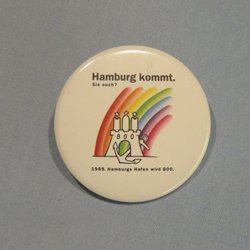 Hamburg kommt.
Sie auch?
800
1989. Hamburgs Hafen wird 800.